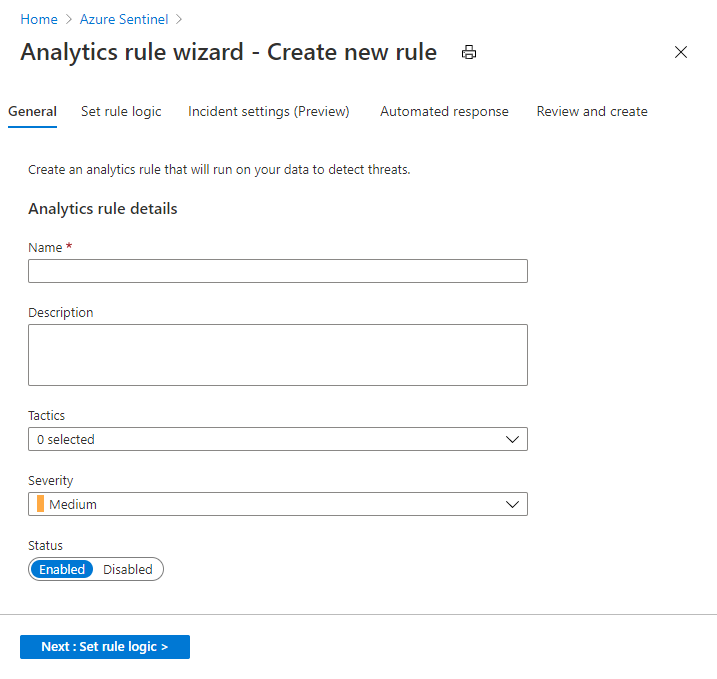 Home > Azure Sentinel >
Analytics rule wizard - Create new rule
General Set rule logic Incident settings (Preview) Automated response Review and create
Create an analytics rule that will run on your data to detect threats.
Analytics rule details
Name *
Description
Tactics
0 selected
Severity
Medium
Status
Enabled Disabled
Next : Set rule logic >